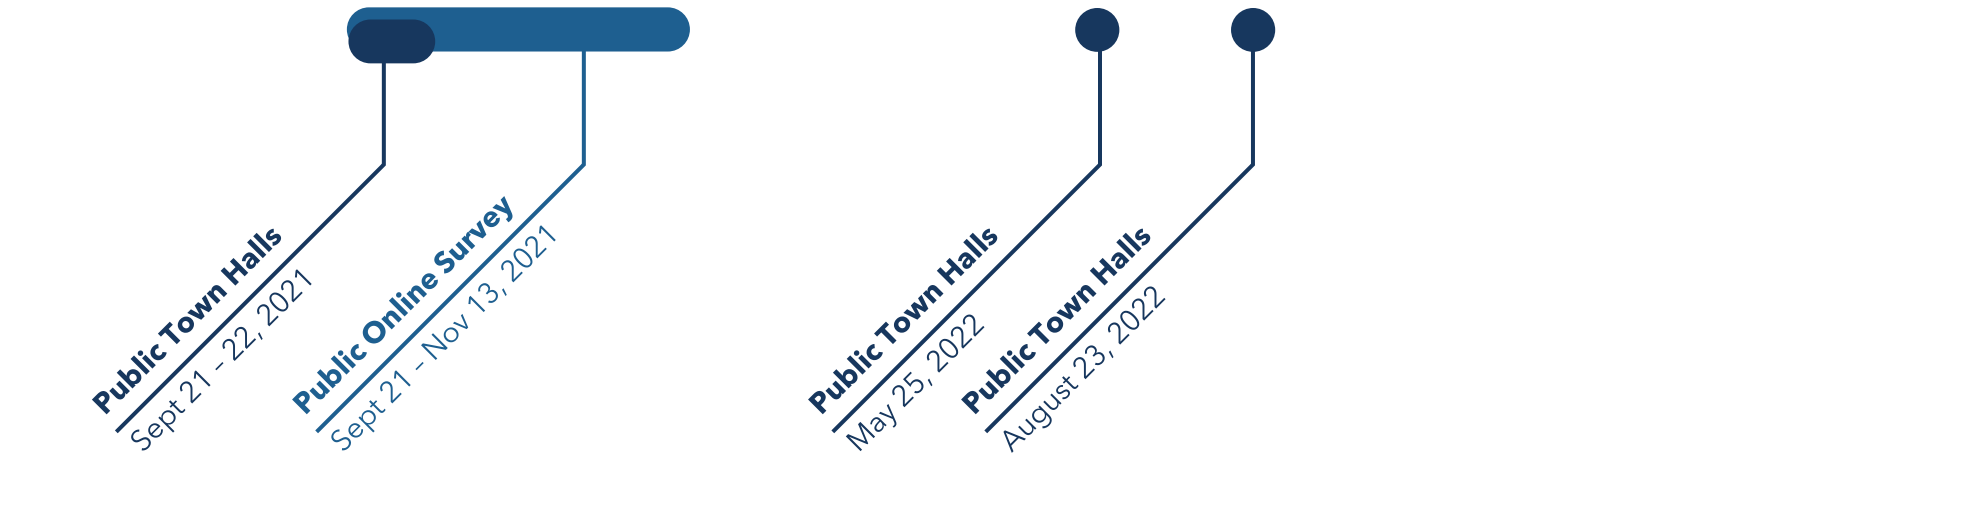 Public Town Halls
Sept 21 – 22, 2021
Public Online Survey
Sept 21 – Nov 13, 2021
Public Town Halls
May 25, 2022
Public Town Halls
August 23, 2022